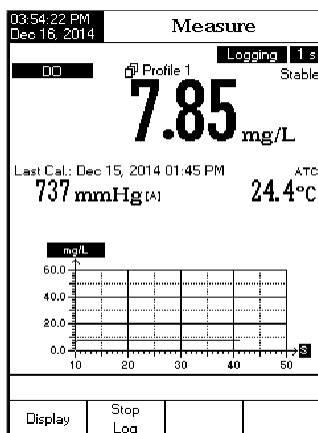 03:54:22 PM
Dec 16, 2014
Measure
Logging 1 s
DO
Profile 1
Stable
7.85 mg/L
Last Cal.: Dec 15, 2014 01:45 PM
ATC
737 mmHg [A]
24.4°C
mg/L
60.0
40.0
20.0
0.0
10 20 30 40 50 S
Display
Stop
Log